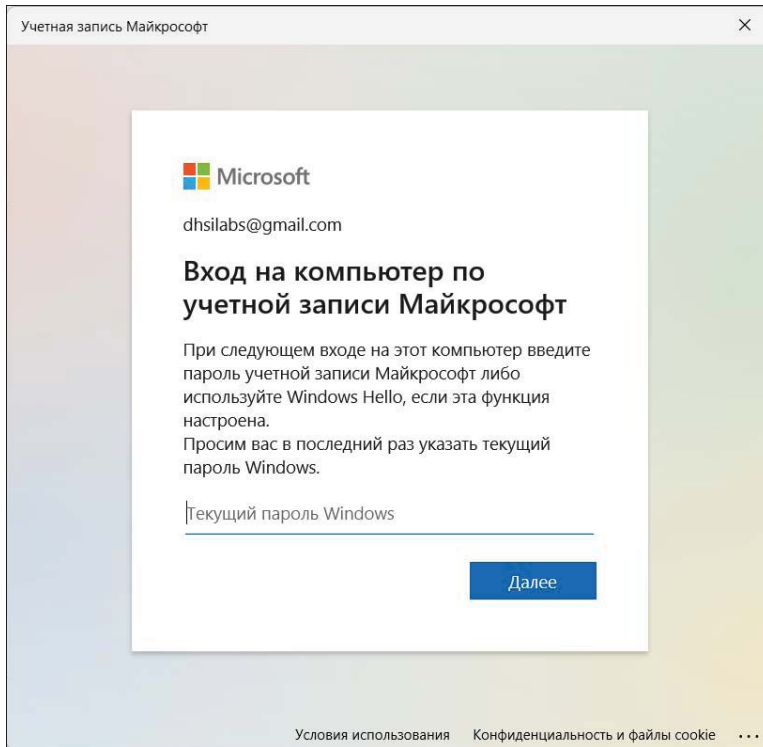 Учетная запись Майкрософт
Microsoft
dhsilabs@gmail.com
Вход на компьютер по
учетной записи Майкрософт
При следующем входе на этот компьютер введите
пароль учетной записи Майкрософт либо
используйте Windows Hello, если эта функция
настроена.
Просим вас в последний раз указать текущий
пароль Windows.
Текущий пароль Windows
Далее
Условия использования Конфиденциальность и файлы cookie ...